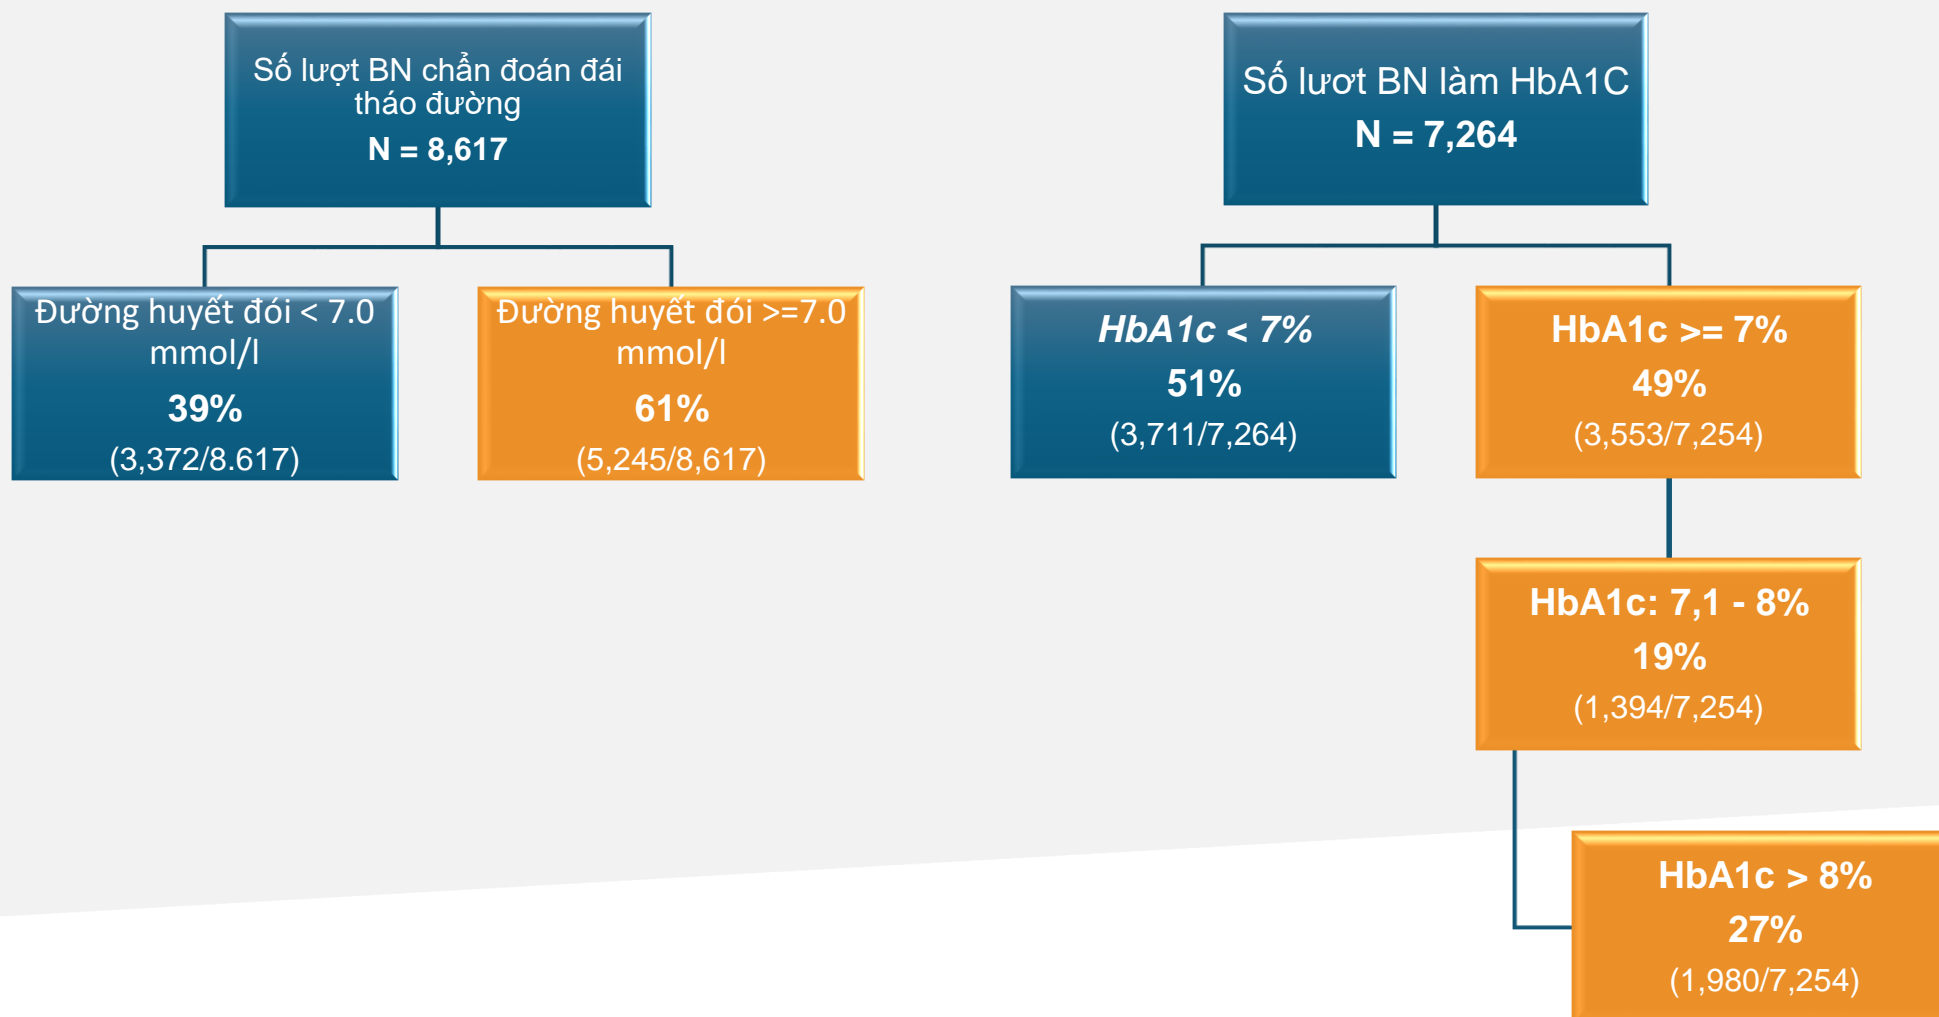 Số lượt BN chẩn đoán đái
tháo đường
N = 8,617
Đường huyết đói < 7.0
mmol/l
39%
(3,372/8.617)
Đường huyết đói >=7.0
mmol/l
61%
(5,245/8,617)
Số lươt BN làm HbA1C
N = 7,264
HbA1c < 7%
51%
(3,711/7,264)
HbA1c >= 7%
49%
(3,553/7,254)
HbA1c: 7,1 - 8%
19%
(1,394/7,254)
HbA1c > 8%
27%
(1,980/7,254)